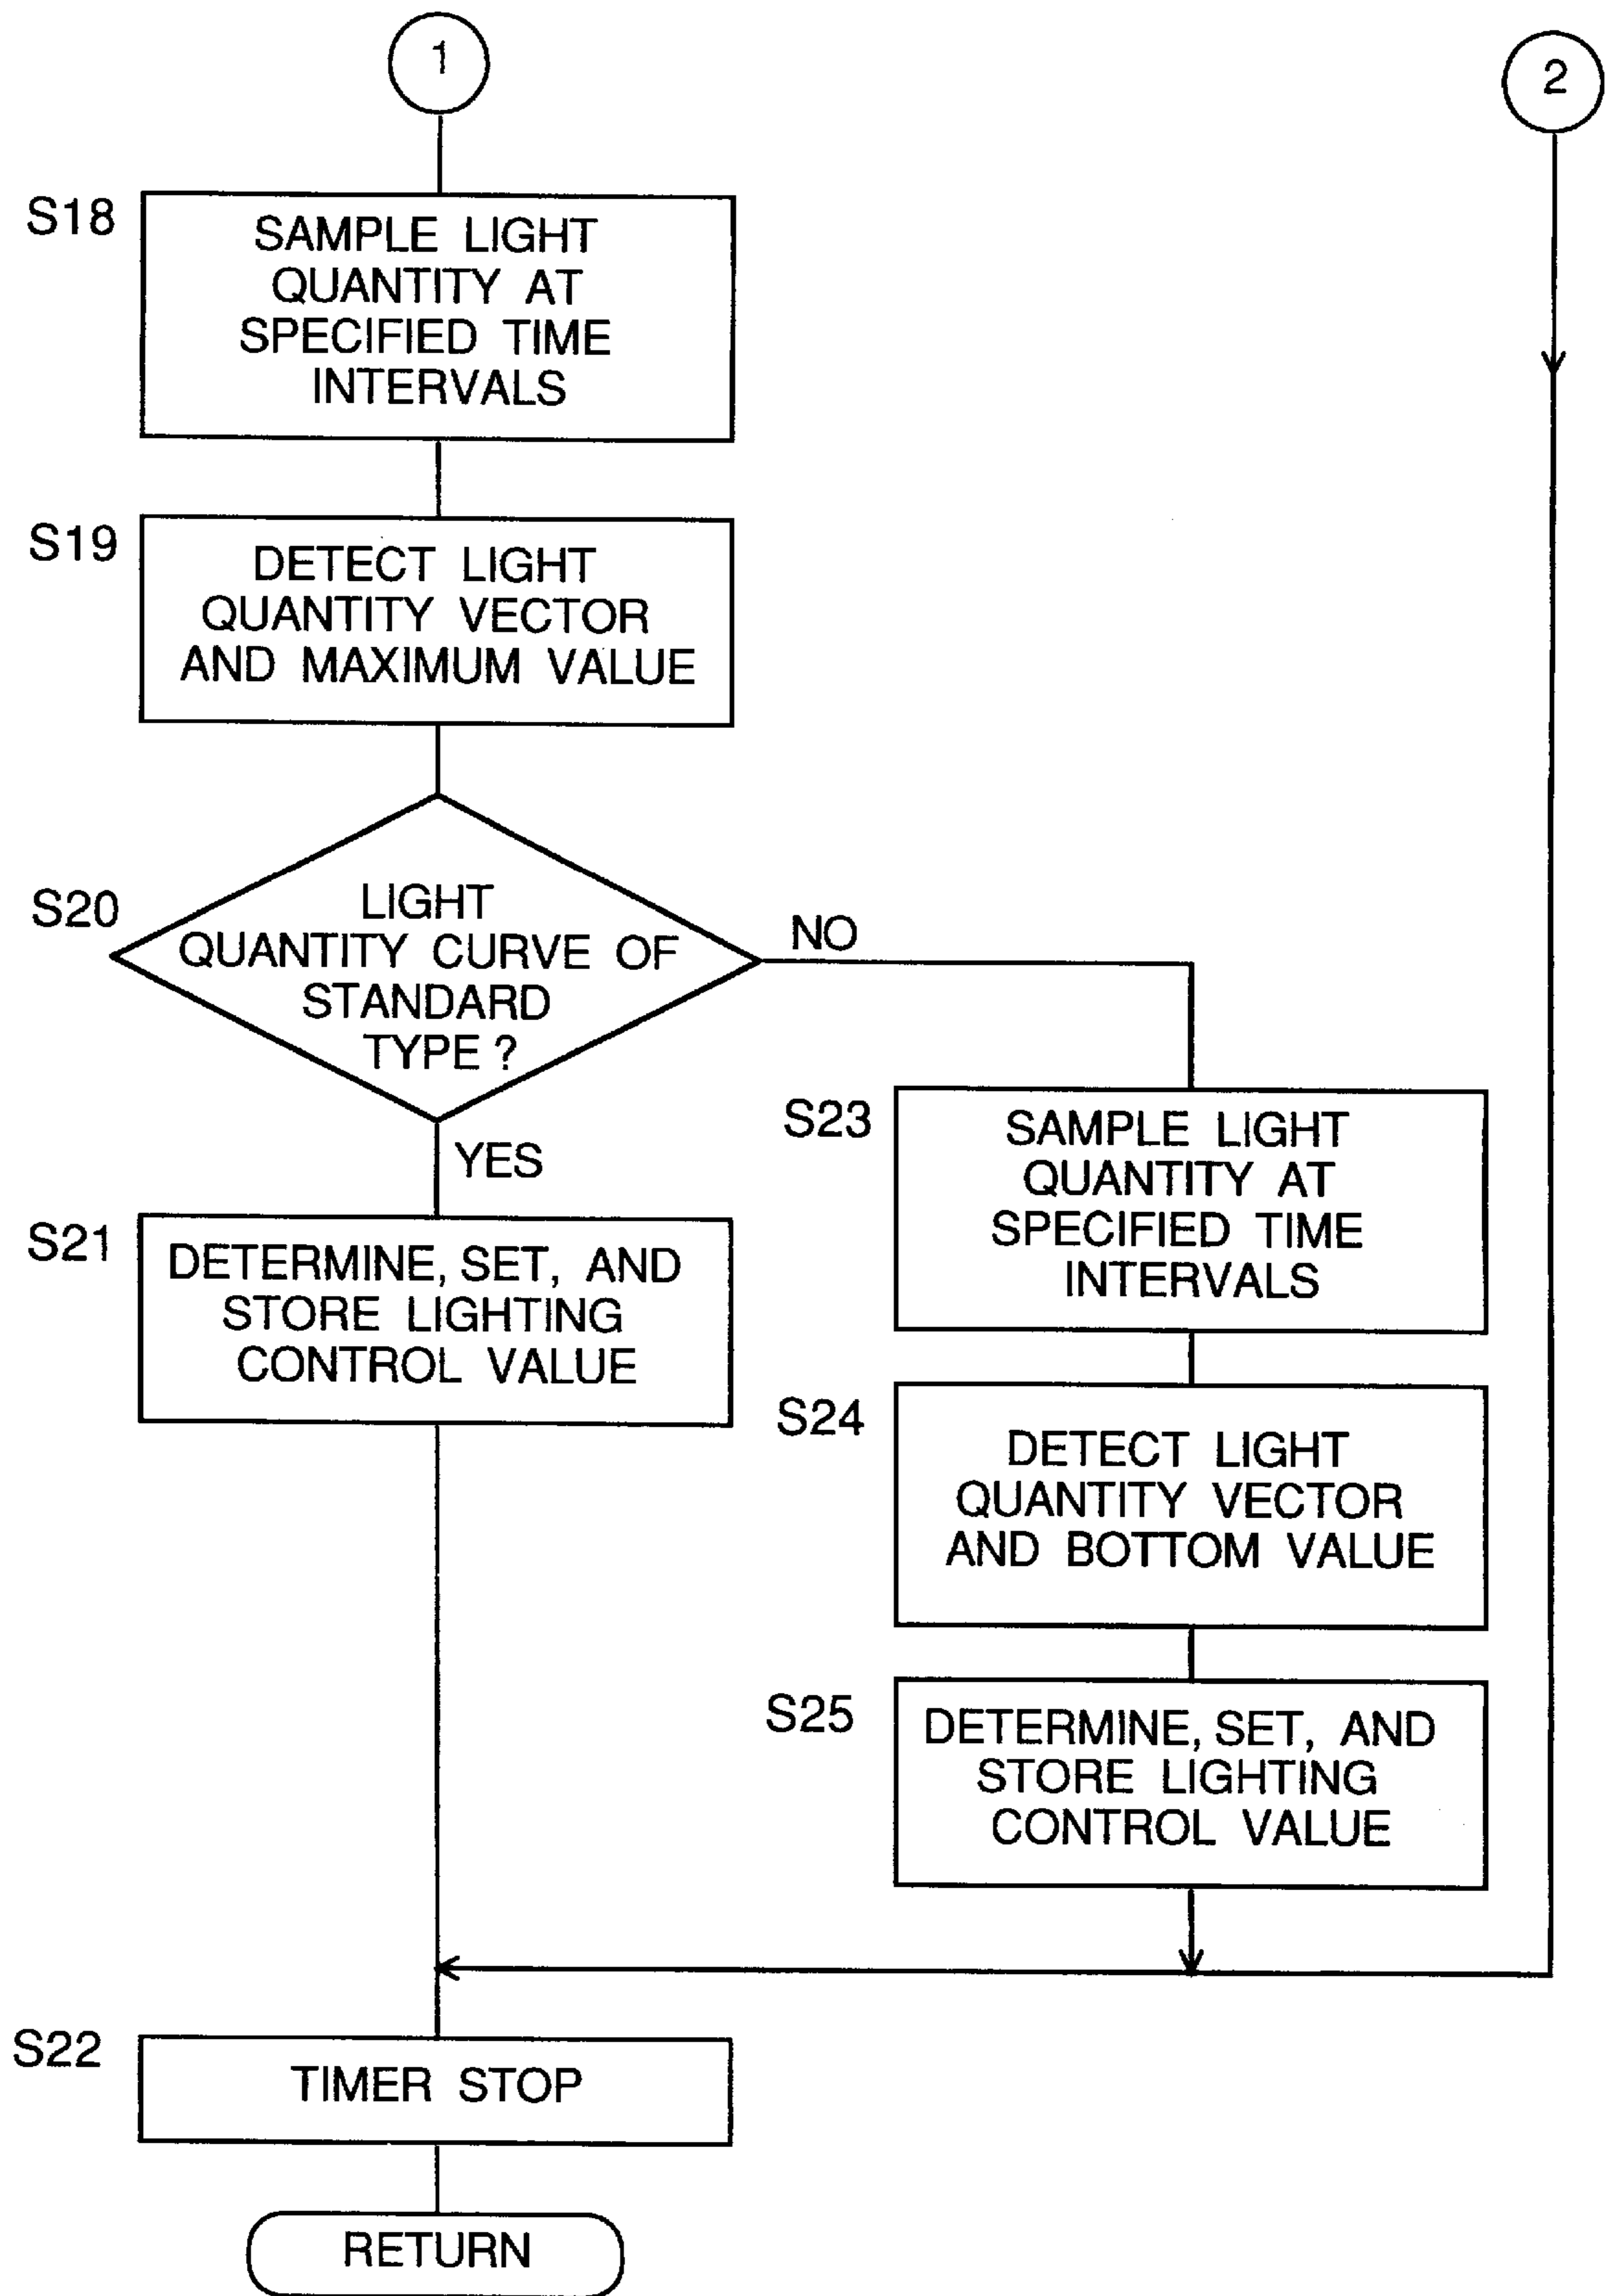 1
2
S18
SAMPLE LIGHT
QUANTITY AT
SPECIFIED TIME
INTERVALS
S19
DETECT LIGHT
QUANTITY VECTOR
AND MAXIMUM VALUE
S20
LIGHT
QUANTITY CURVE OF
STANDARD
TYPE ?
NO
YES
S21
DETERMINE, SET, AND
STORE LIGHTING
CONTROL VALUE
S23
SAMPLE LIGHT
QUANTITY AT
SPECIFIED TIME
INTERVALS
S24
DETECT LIGHT
QUANTITY VECTOR
AND BOTTOM VALUE
S25
DETERMINE, SET, AND
STORE LIGHTING
CONTROL VALUE
S22
TIMER STOP
RETURN